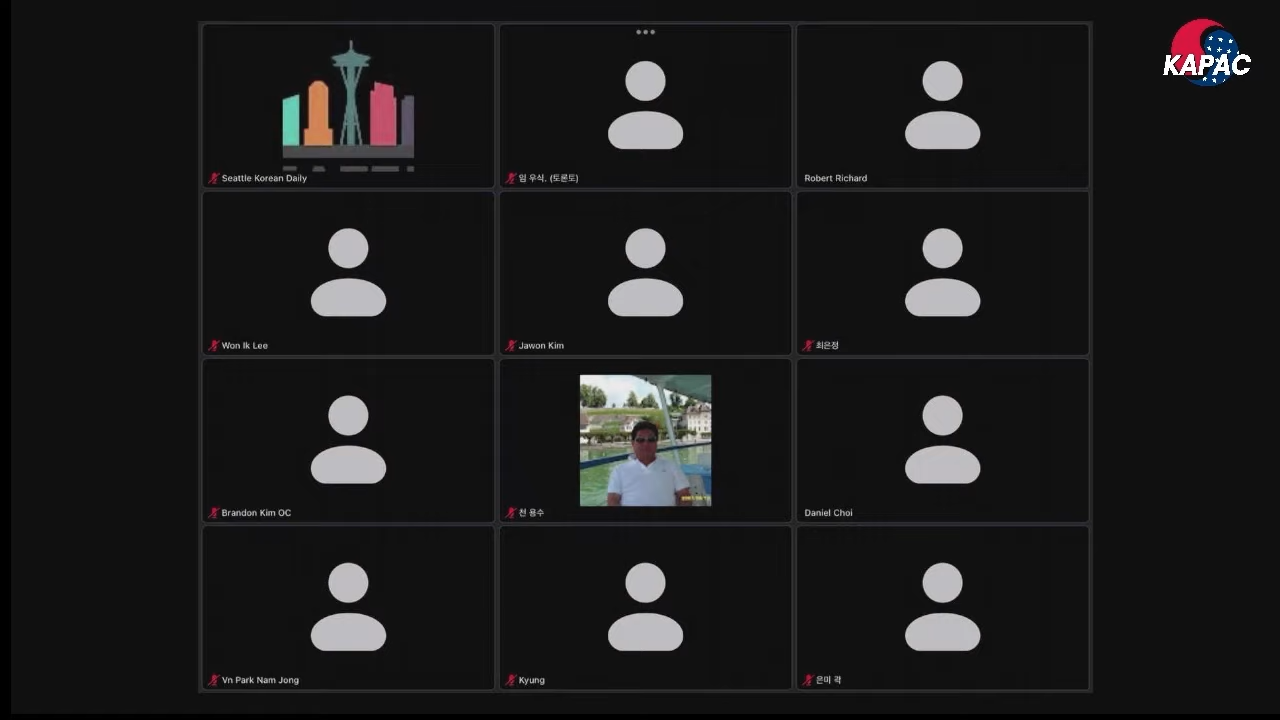 KAPAC
Seattle Korean Daily
임 우식. (토론토)
Robert Richard
Won Ik Lee
Jawon Kim
최은정
Brandon Kim OC
천 용수
Daniel Choi
Vn Park Nam Jong
Kyung
은미 곽